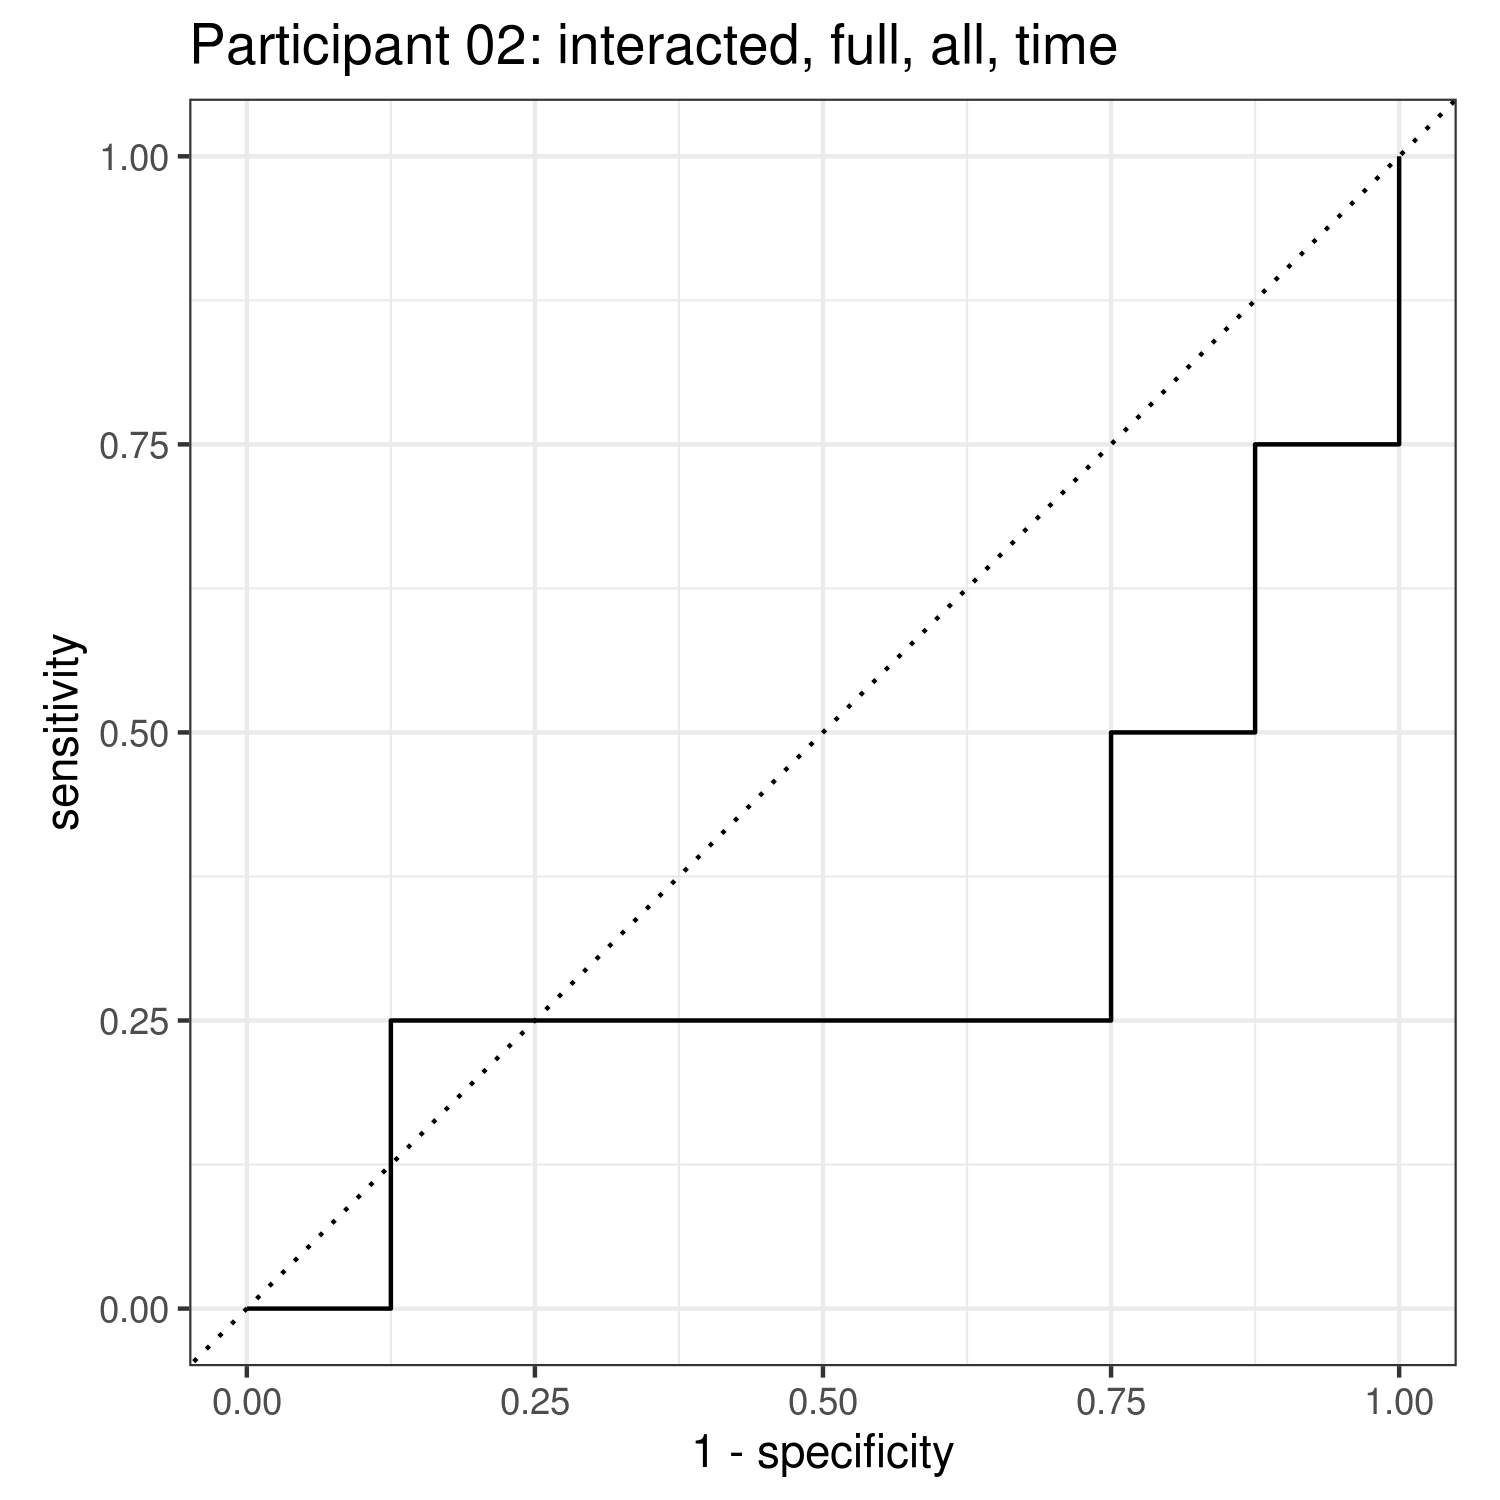 Participant 02: interacted, full, all, time
1.00
0.75
0.50
0.25
0.00
sensitivity
0.00 0.25 0.50 0.75 1.00
1 - specificity